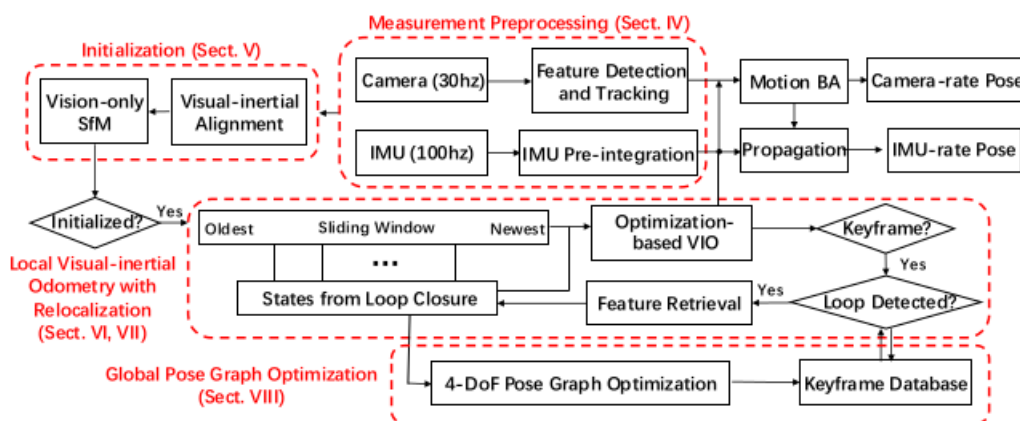 Measurement Preprocessing (Sect. IV)
Initialization (Sect. V)
Camera (30hz)
Feature Detection
and Tracking
Motion BA
Camera-rate Pose
Vision-only
SfM
Visual-inertial
Alignment
IMU (100hz)
IMU Pre-integration
Propagation
IMU-rate Pose
Initialized?
Yes
Oldest
Sliding Window
Newest
Optimization-
based VIO
Keyframe?
Local Visual-inertial
Odometry with
Relocalization
(Sect. VI, VII)
...
Yes
States from Loop Closure
Feature Retrieval
Yes
Loop Detected?
Global Pose Graph Optimization
(Sect. VIII)
4-DoF Pose Graph Optimization
Keyframe Database